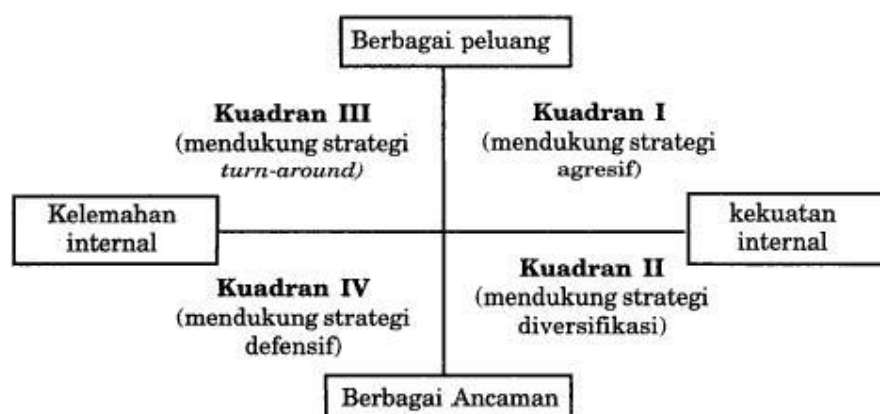 Berbagai peluang
Kuadran III
(mendukung strategi
turn-around)
Kuadran I
(mendukung strategi
agresif)
Kelemahan
internal
kekuatan
internal
Kuadran IV
(mendukung strategi
defensif)
Kuadran II
(mendukung strategi
diversifikasi)
Berbagai Ancaman